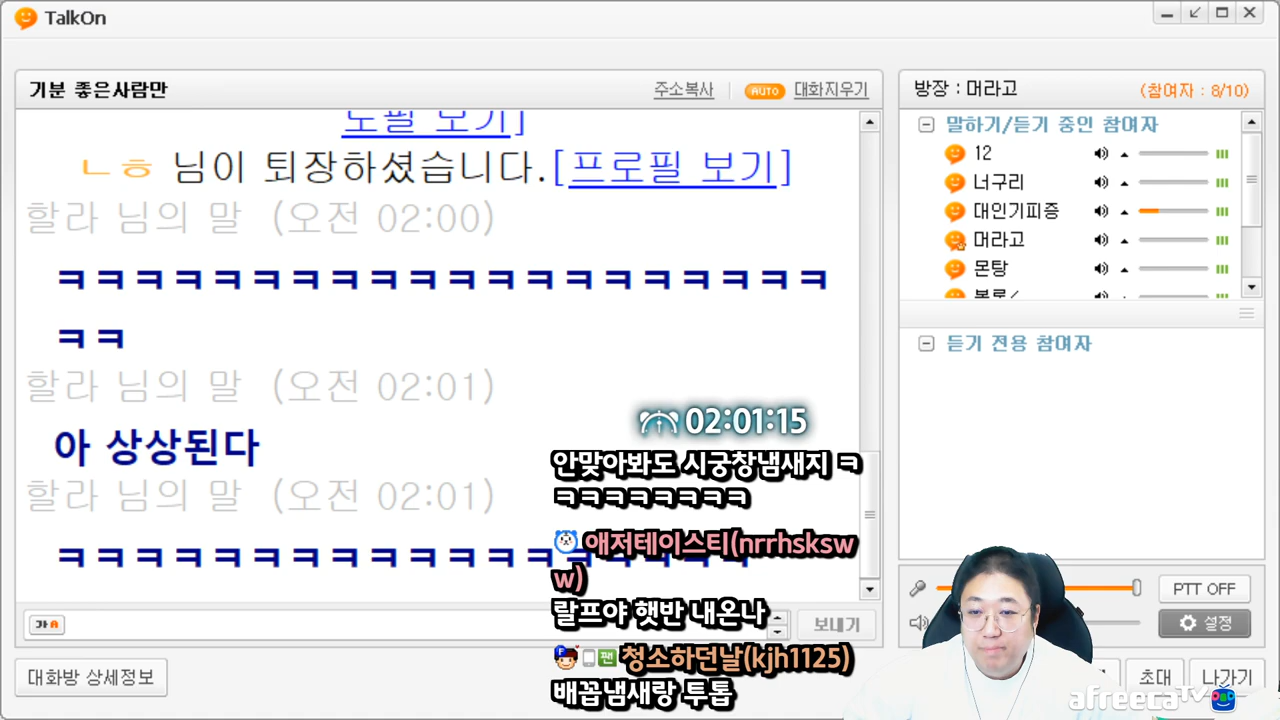 TalkOn
기분 좋은사람만
주소복사
AUTO
대화지우기
보기]
ㄴㅎ 님이 퇴장하셨습니다.[프로필 보기]
할라 님의 말 (오전 02:00)
ㅋㅋㅋㅋㅋㅋㅋㅋㅋㅋㅋㅋㅋㅋㅋㅋㅋㅋㅋㅋ
ㅋㅋ
할라 님의 말 (오전 02:01)
아 상상된다
할라 님의 말 (오전 02:01)
02:01:15
안맞아봐도 시궁창냄새지 ㅋ
ㅋㅋㅋㅋㅋㅋㅋㅋ
애저테이스티(nrrhsksw
w)
랄프야 햇반 내온나
팬
청소하던날(kjh1125)
배꼽냄새랑 투톱
가A
보내기
대화방 상세정보
방장 : 머라고
(참여자 : 8/10)
말하기/듣기 중인 참여자
12
너구리
대인기피증
머라고
몬탕
듣기 전용 참여자
PTT OFF
설정
초대
나가기
afreecaTV